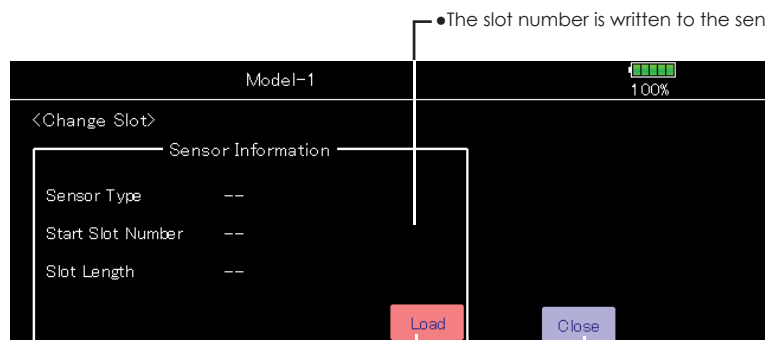 ●The slot number is written to the sen
Model-1
100%
<Change Slot>
Sensor Information
Sensor Type --
Start Slot Number --
Slot Length --
Load Close